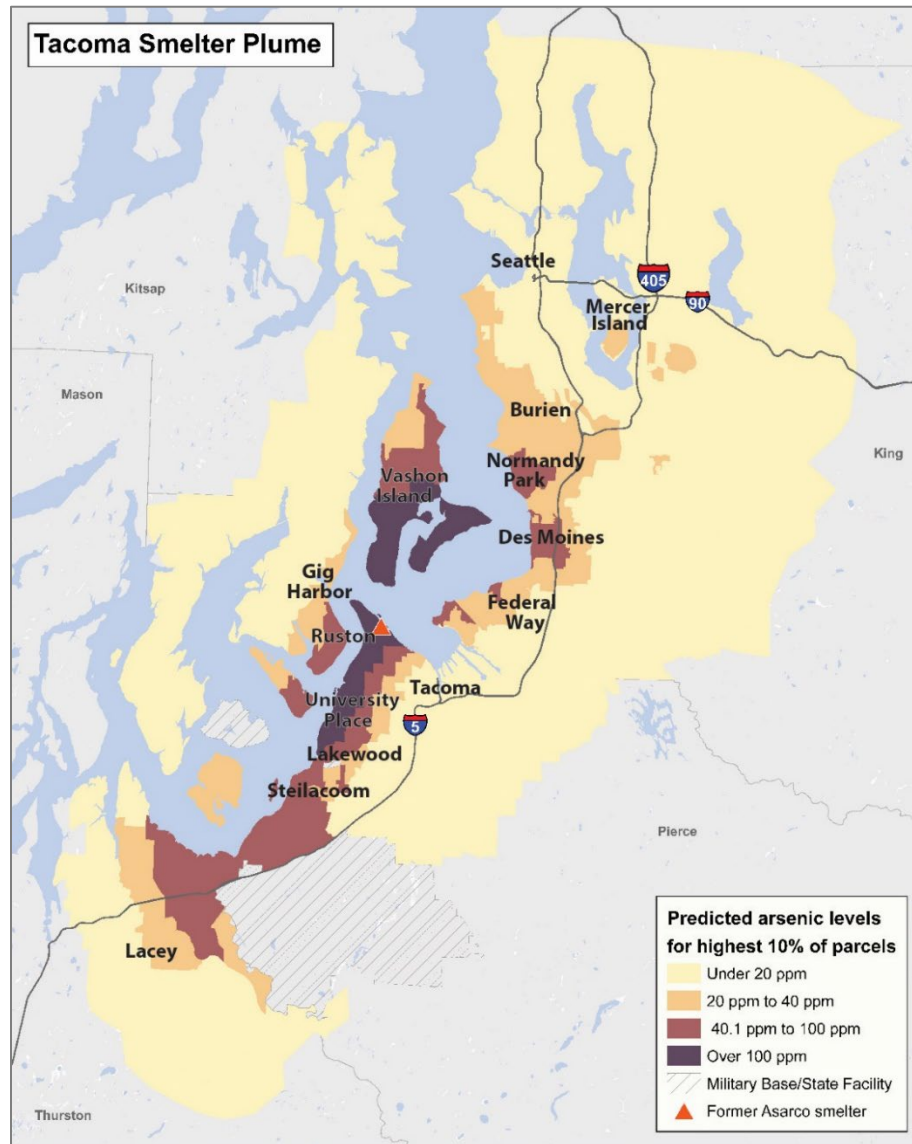 Tacoma Smelter Plume
Seattle
405
90
Kitsap
Mercer
Island
Mason
Burien
King
Vashon
Island
Normandy
Park
Des Moines
Gig
Harbor
Federal
Way
Ruston
Tacoma
University
Place
5
Lakewood
Steilacoom
Pierce
Lacey
Thurston
Predicted arsenic levels
for highest 10% of parcels
Under 20 ppm
20 ppm to 40 ppm
40.1 ppm to 100 ppm
Over 100 ppm
Military Base/State Facility
Former Asarco smelter